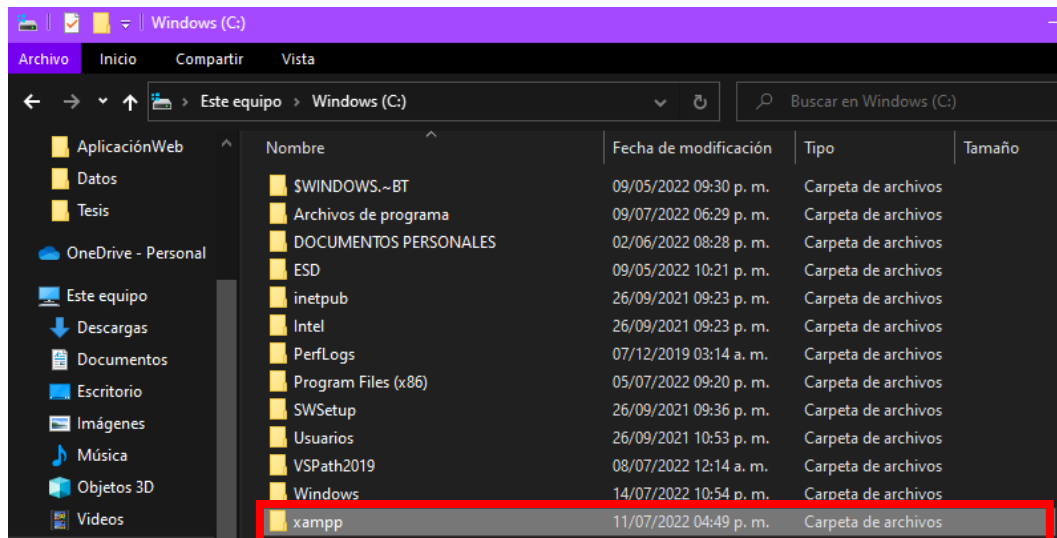 Windows (C:)
Archivo Inicio Compartir Vista
Este equipo > Windows (C:) Buscar en Windows (C:)
AplicaciónWeb
Datos
Tesis
OneDrive - Personal
Este equipo
Descargas
Documentos
Escritorio
Imágenes
Música
Objetos 3D
Videos
Nombre Fecha de modificación Tipo Tamaño
$WINDOWS.~BT 09/05/2022 09:30 p. m. Carpeta de archivos
Archivos de programa 09/07/2022 06:29 p. m. Carpeta de archivos
DOCUMENTOS PERSONALES 02/06/2022 08:28 p. m. Carpeta de archivos
ESD 09/05/2022 10:21 p. m. Carpeta de archivos
inetpub 26/09/2021 09:23 p. m. Carpeta de archivos
Intel 26/09/2021 09:23 p. m. Carpeta de archivos
PerfLogs 07/12/2019 03:14 a. m. Carpeta de archivos
Program Files (x86) 05/07/2022 09:20 p. m. Carpeta de archivos
SWSetup 26/09/2021 09:36 p. m. Carpeta de archivos
Usuarios 26/09/2021 10:53 p. m. Carpeta de archivos
VSPath2019 08/07/2022 12:14 a. m. Carpeta de archivos
Windows 14/07/2022 10:54 p. m. Carpeta de archivos
xampp 11/07/2022 04:49 p. m. Carpeta de archivos